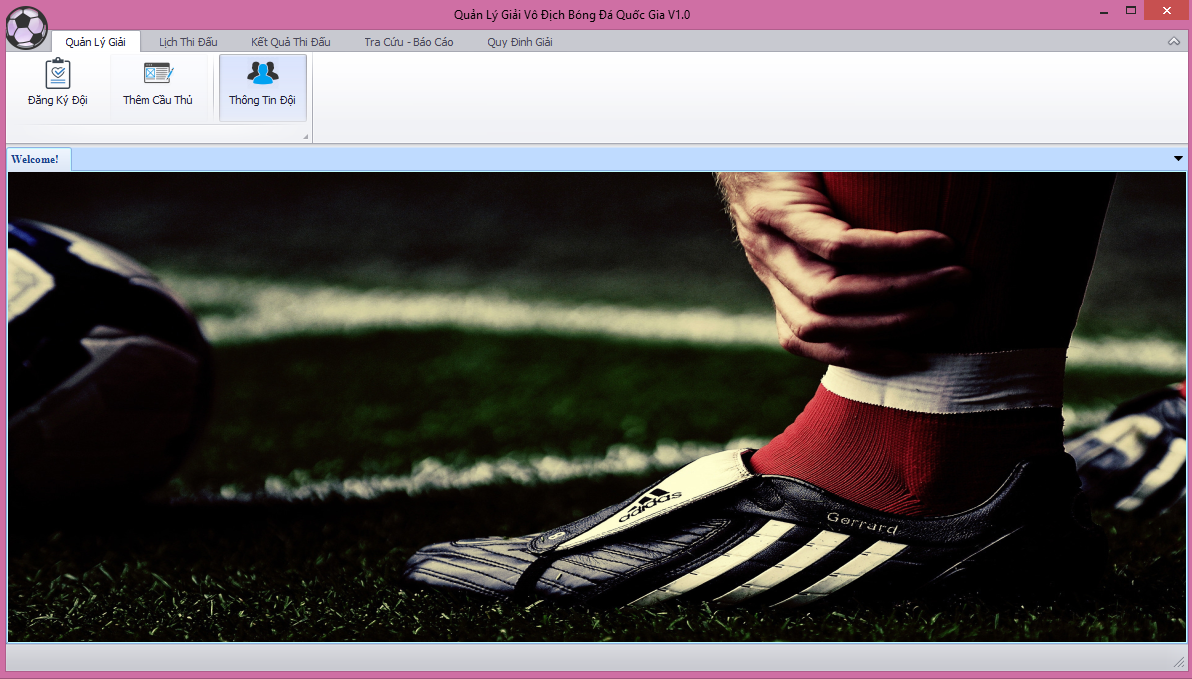 Quản Lý Giải Vô Địch Bóng Đá Quốc Gia V1.0
Quản Lý Giải Lịch Thi Đấu Kết Quả Thi Đấu Tra Cứu - Báo Cáo Quy Đinh Giải
Đăng Ký Đội Thêm Cầu Thủ Thông Tin Đội
Welcome!
adidas
Gerrard